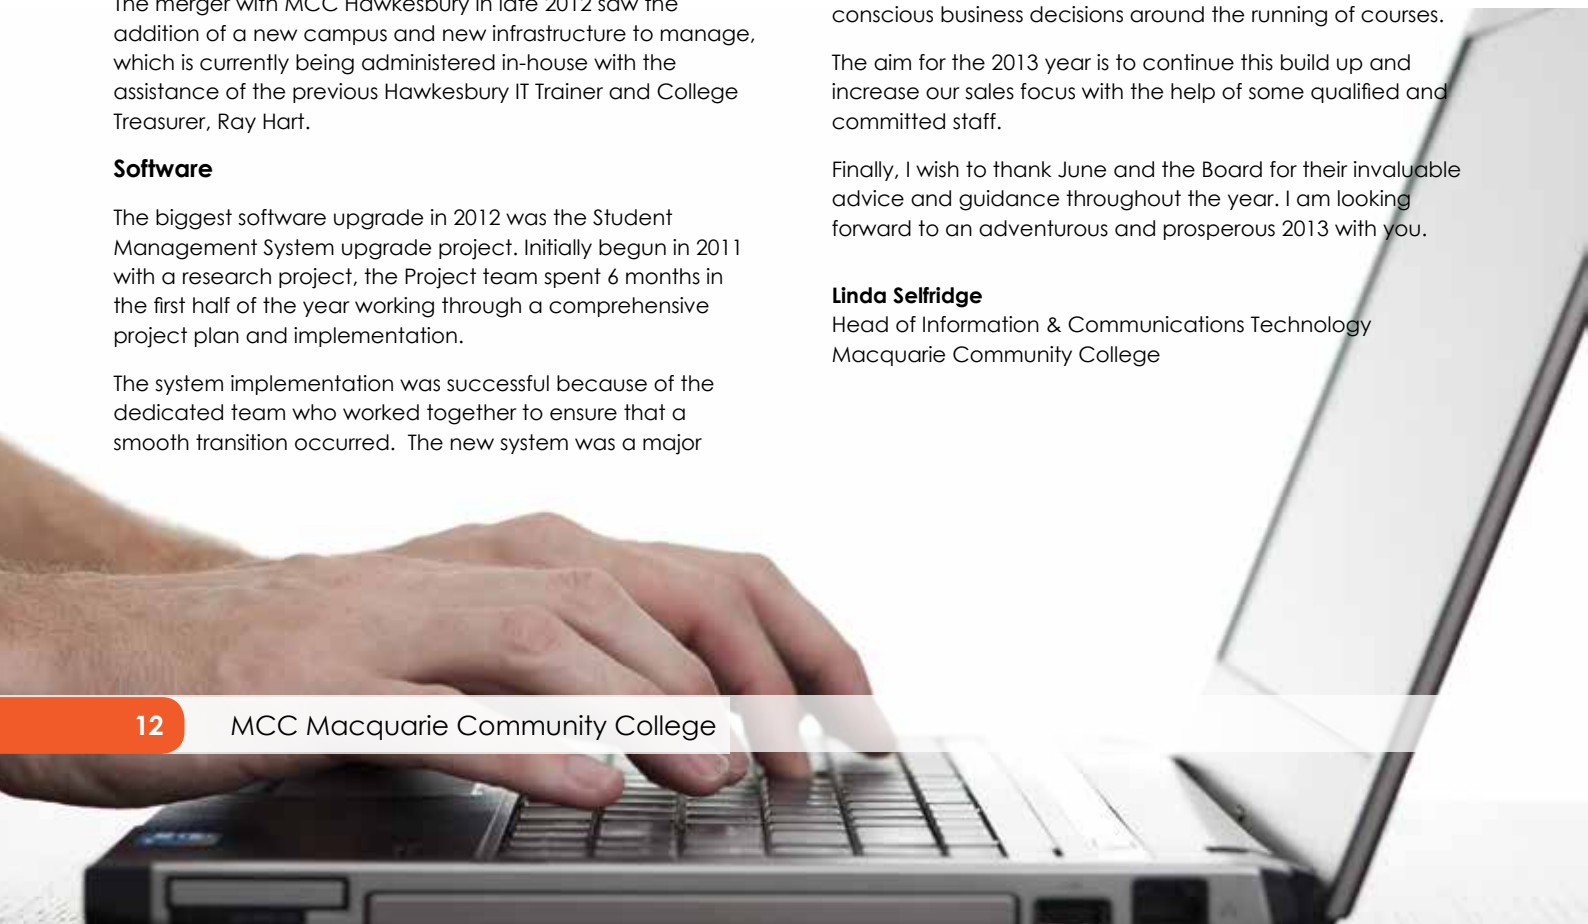 The merger with MCC Hawkesbury in late 2012 saw the
addition of a new campus and new infrastructure to manage,
which is currently being administered in-house with the
assistance of the previous Hawkesbury IT Trainer and College
Treasurer, Ray Hart.
Software
The biggest software upgrade in 2012 was the Student
Management System upgrade project. Initially begun in 2011
with a research project, the Project team spent 6 months in
the first half of the year working through a comprehensive
project plan and implementation.
The system implementation was successful because of the
dedicated team who worked together to ensure that a
smooth transition occurred.  The new system was a major
conscious business decisions around the running of courses.
The aim for the 2013 year is to continue this build up and
increase our sales focus with the help of some qualified and
committed staff.
Finally, I wish to thank June and the Board for their invaluable
advice and guidance throughout the year. I am looking
forward to an adventurous and prosperous 2013 with you.
Linda Selfridge
Head of Information & Communications Technology
Macquarie Community College
12 MCC Macquarie Community College